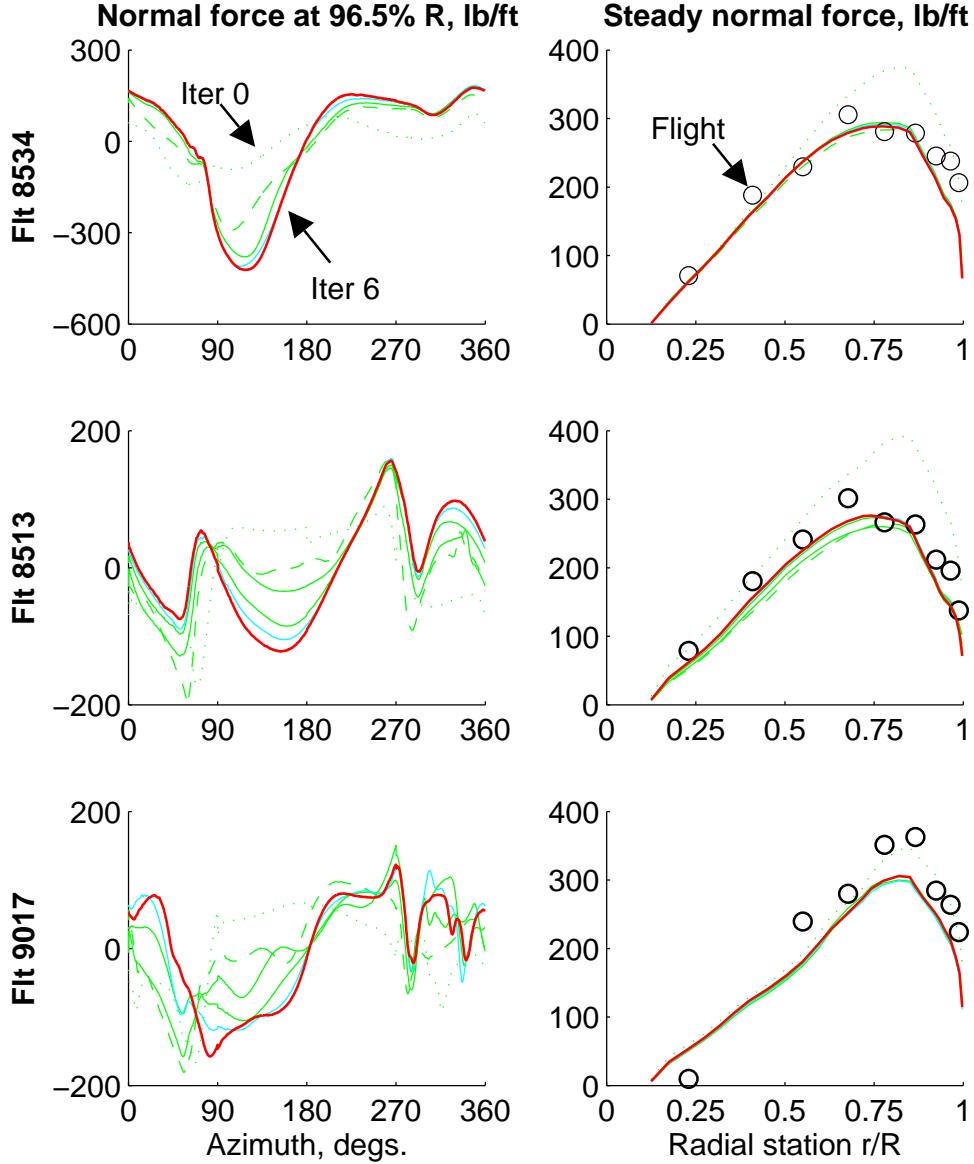 Normal force at 96.5% R, lb/ft
Steady normal force, lb/ft
Flt 8534
300
0
−300
−600
0 90 180 270 360
Iter 0
Iter 6
400
300
200
100
0
0 0.25 0.5 0.75 1
Flight
Flt 8513
200
0
−200
0 90 180 270 360
400
300
200
100
0
0 0.25 0.5 0.75 1
Flt 9017
200
0
−200
0 90 180 270 360
Azimuth, degs.
400
300
200
100
0
0 0.25 0.5 0.75 1
Radial station r/R